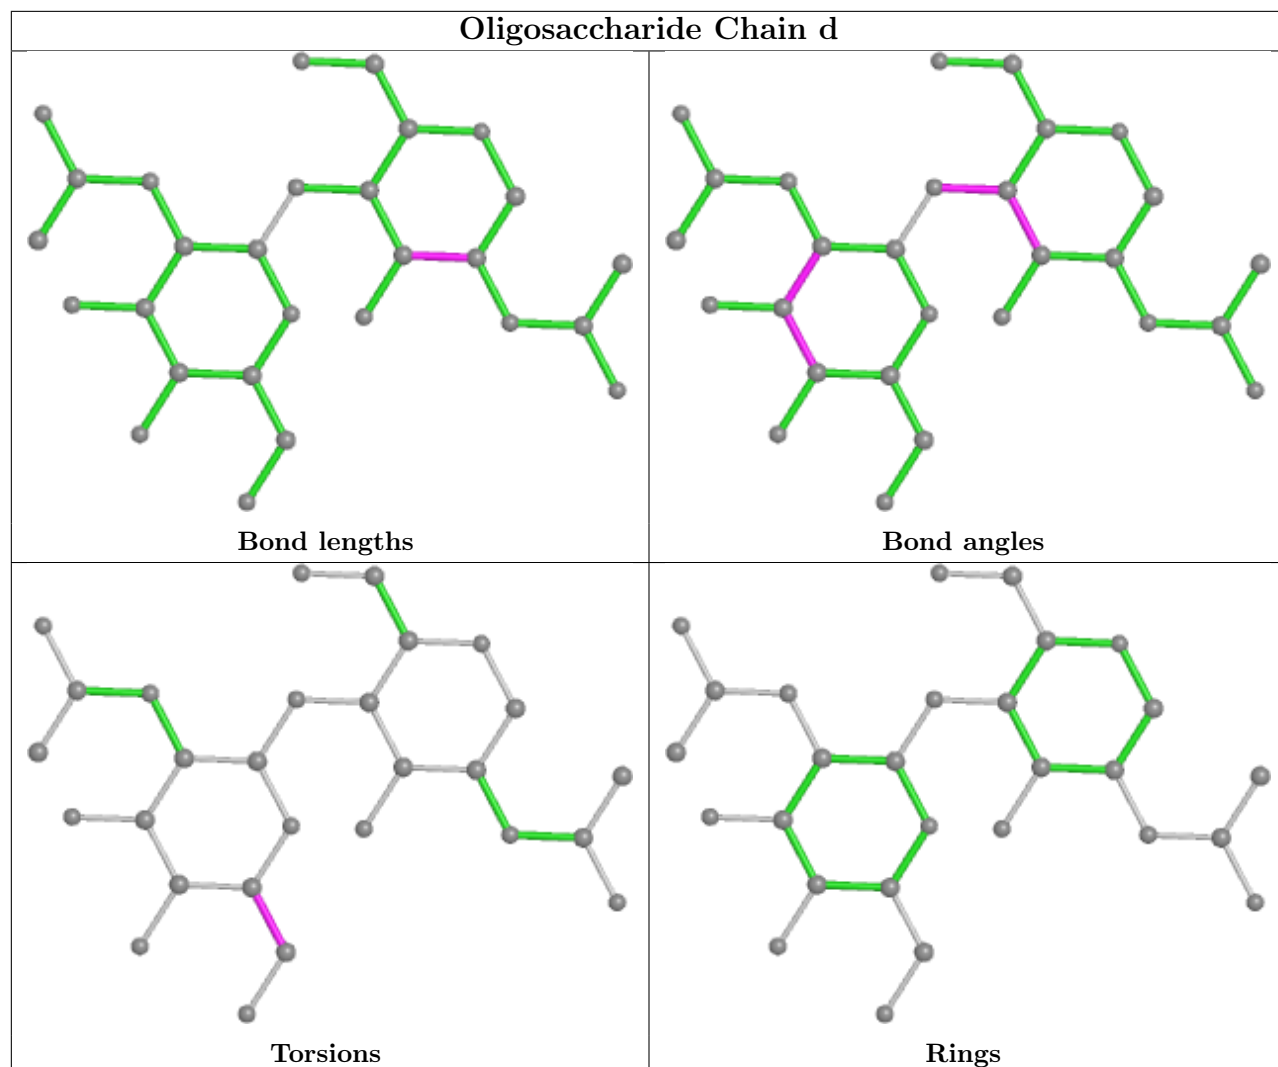 Oligosaccharide Chain d
Bond lengths
Bond angles
Torsions
Rings